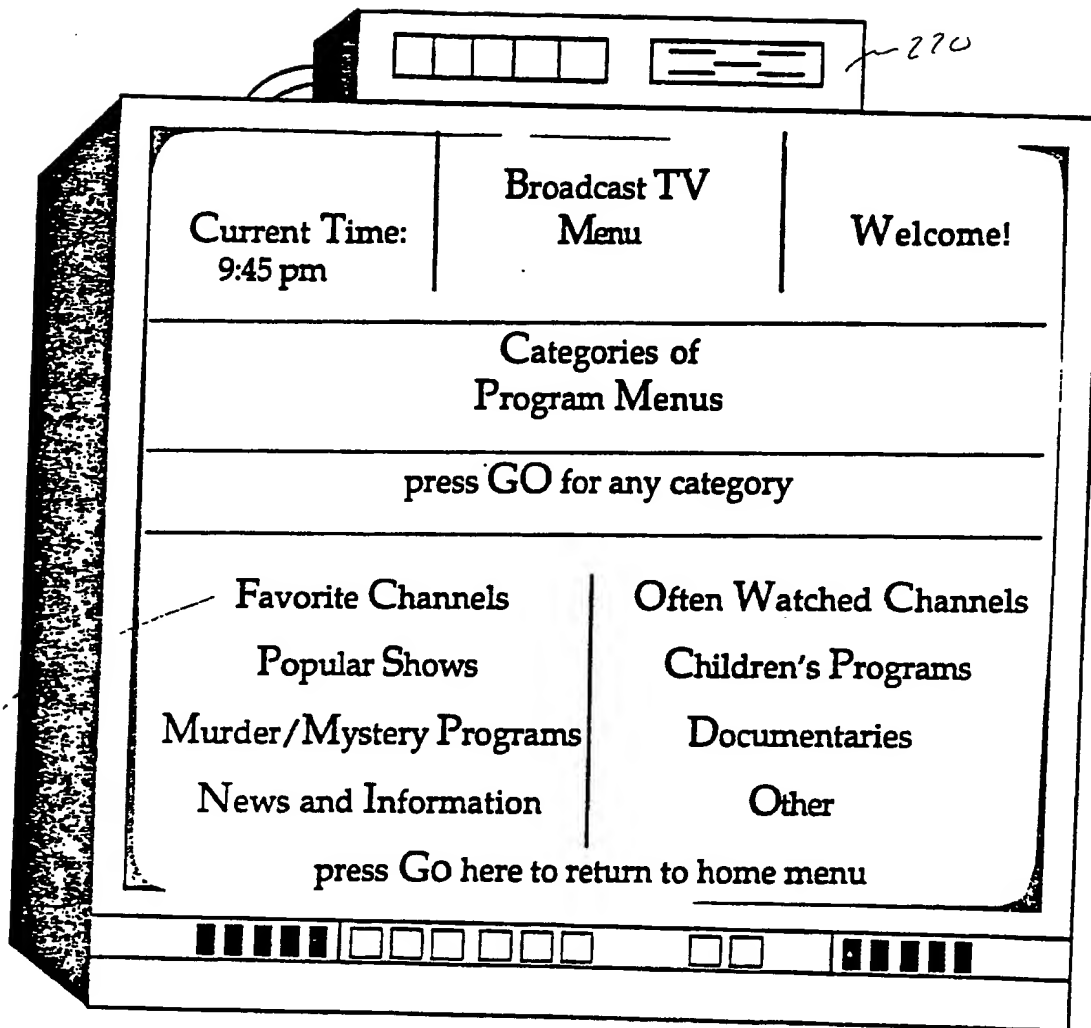 220
Broadcast TV
Menu
Current Time:
9:45 pm
Welcome!
Categories of
Program Menus
press GO for any category
Favorite Channels
Often Watched Channels
Popular Shows
Children's Programs
Murder/Mystery Programs
Documentaries
News and Information
Other
press Go here to return to home menu